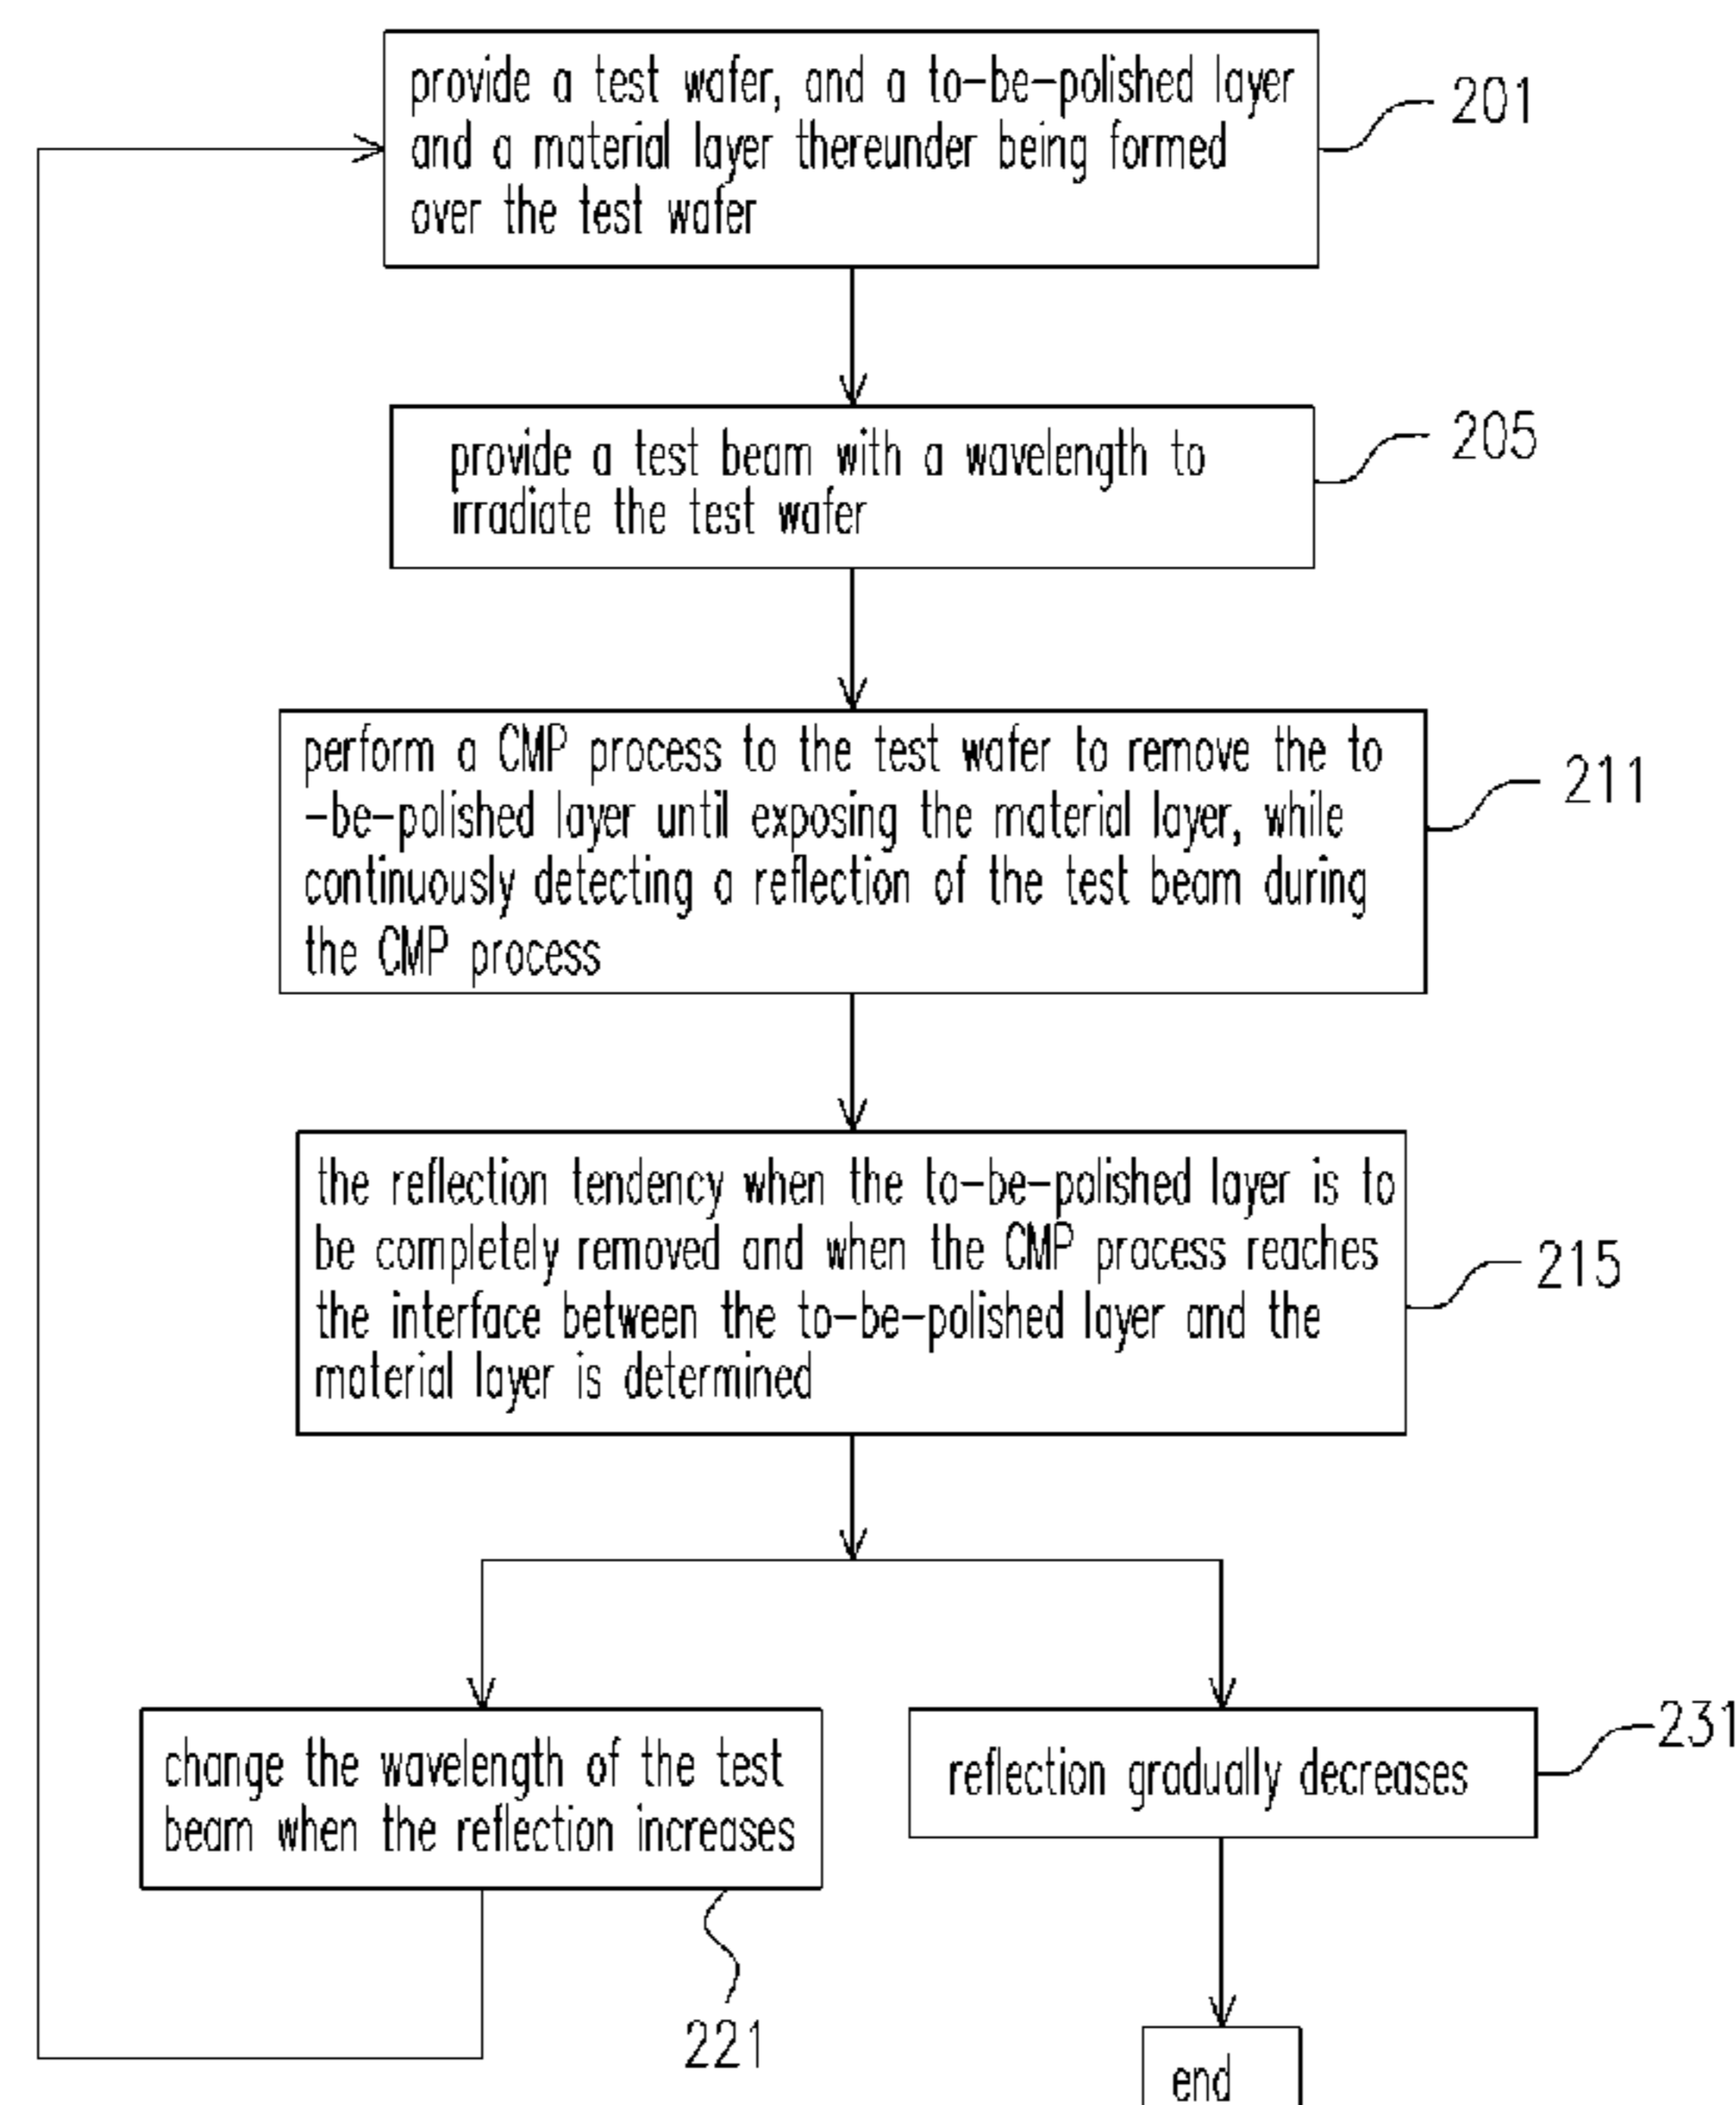 provide a test wafer, and a to-be-polished layer
and a material layer thereunder being formed
over the test wafer
201
provide a test beam with a wavelength to
irradiate the test wafer
205
perform a CMP process to the test wafer to remove the to
-be-polished layer until exposing the material layer, while
continuously detecting a reflection of the test beam during
the CMP process
211
the reflection tendency when the to-be-polished layer is to
be completely removed and when the CMP process reaches
the interface between the to-be-polished layer and the
material layer is determined
215
change the wavelength of the test
beam when the reflection increases
221
reflection gradually decreases
231
end